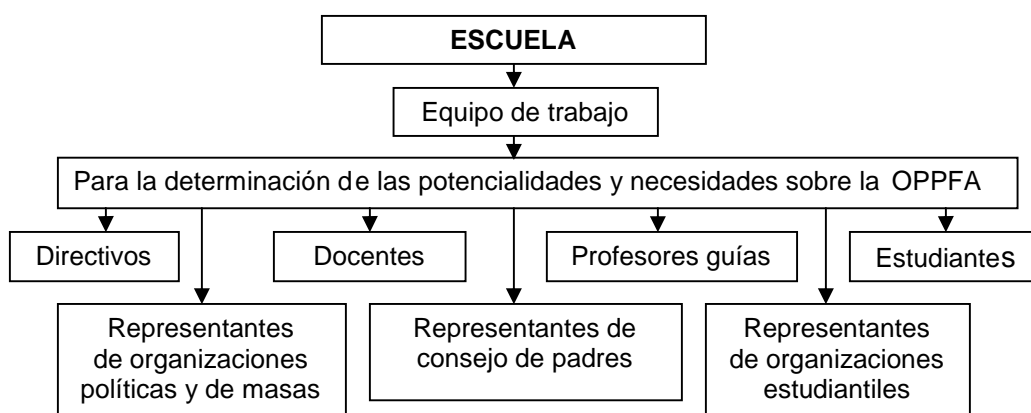 ESCUELA
Equipo de trabajo
Para la determinación de las potencialidades y necesidades sobre la OPPFA
Directivos
Docentes
Profesores guías
Estudiantes
Representantes
de organizaciones
políticas y de masas
Representantes de
consejo de padres
Representantes
de organizaciones
estudiantiles